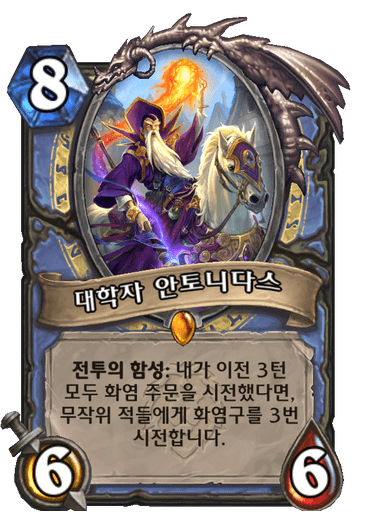 8
대학자 안토니다스
전투의 함성: 내가 이전 3턴
모두 화염 주문을 시전했다면,
무작위 적들에게 화염구를 3번
시전합니다.
6
6